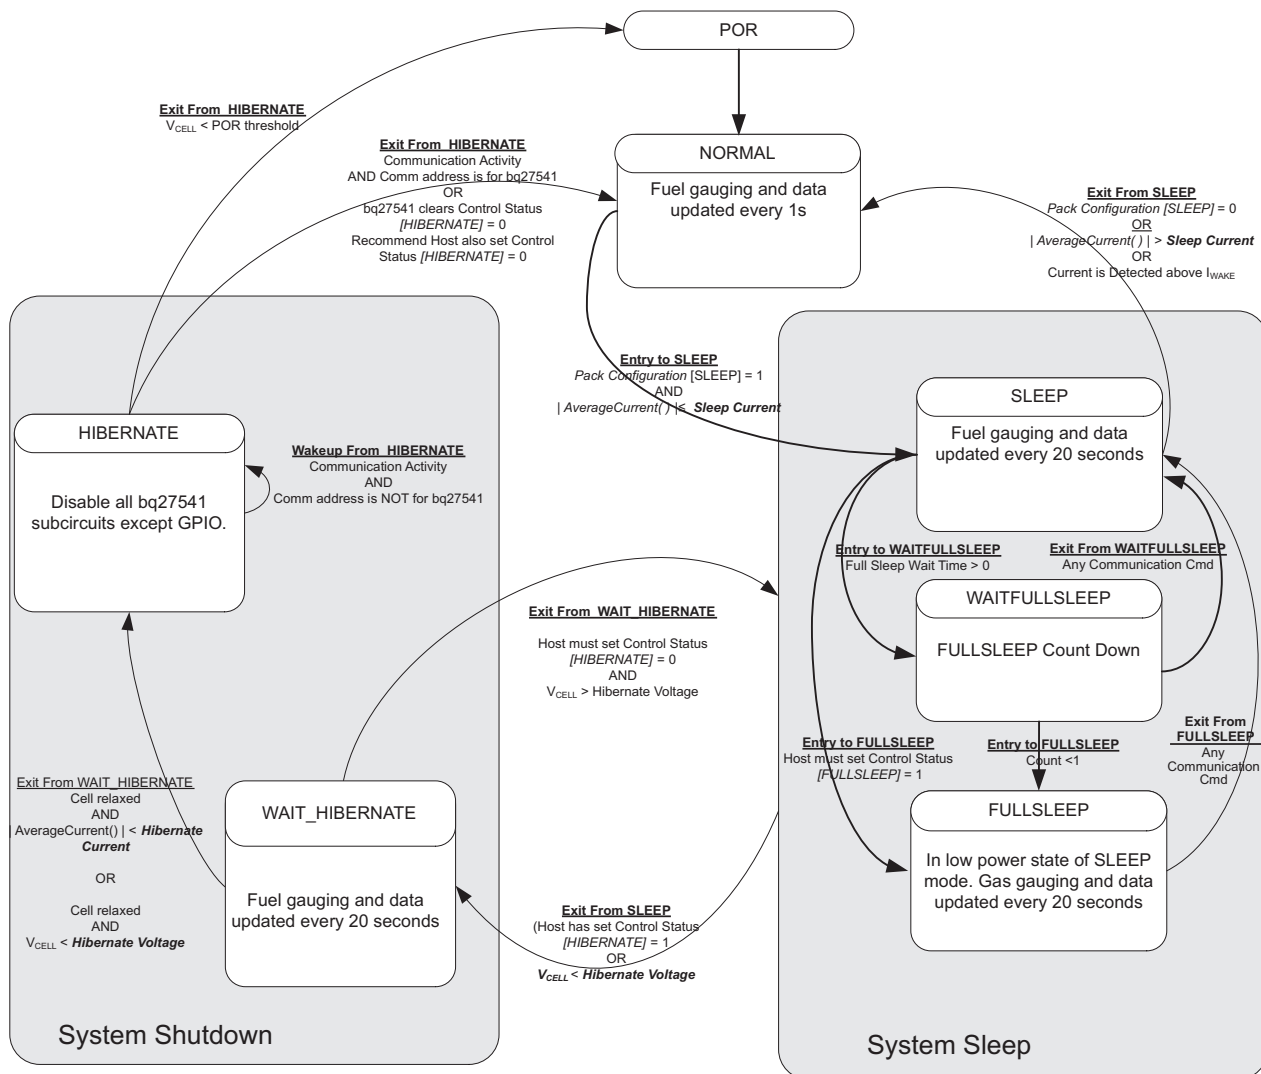 POR
Exit From HIBERNATE
VCELL < POR threshold
Exit From HIBERNATE
Communication Activity
AND Comm address is for bq27541
OR
bq27541 clears Control Status
[HIBERNATE] = 0
Recommend Host also set Control
Status [HIBERNATE] = 0
NORMAL
Fuel gauging and data
updated every 1s
Exit From SLEEP
Pack Configuration [SLEEP] = 0
OR
| AverageCurrent( ) | > Sleep Current
OR
Current is Detected above IWAKE
Entry to SLEEP
Pack Configuration [SLEEP] = 1
AND
| AverageCurrent( ) |≤ Sleep Current
HIBERNATE
Disable all bq27541
subcircuits except GPIO.
Wakeup From HIBERNATE
Communication Activity
AND
Comm address is NOT for bq27541
SLEEP
Fuel gauging and data
updated every 20 seconds
Entry to WAITFULLSLEEP
Full Sleep Wait Time > 0
Exit From WAITFULLSLEEP
Any Communication Cmd
WAITFULLSLEEP
FULLSLEEP Count Down
Exit From WAIT_HIBERNATE
Host must set Control Status
[HIBERNATE] = 0
AND
VCELL > Hibernate Voltage
Entry to FULLSLEEP
Host must set Control Status
[FULLSLEEP] = 1
Entry to FULLSLEEP
Count <1
Exit From
FULLSLEEP
Any
Communication
Cmd
Exit From WAIT_HIBERNATE
Cell relaxed
AND
| AverageCurrent() | < Hibernate
Current
OR
Cell relaxed
AND
VCELL < Hibernate Voltage
WAIT_HIBERNATE
Fuel gauging and data
updated every 20 seconds
FULLSLEEP
In low power state of SLEEP
mode. Gas gauging and data
updated every 20 seconds
Exit From SLEEP
(Host has set Control Status
[HIBERNATE] = 1
OR
VCELL < Hibernate Voltage
System Shutdown
System Sleep